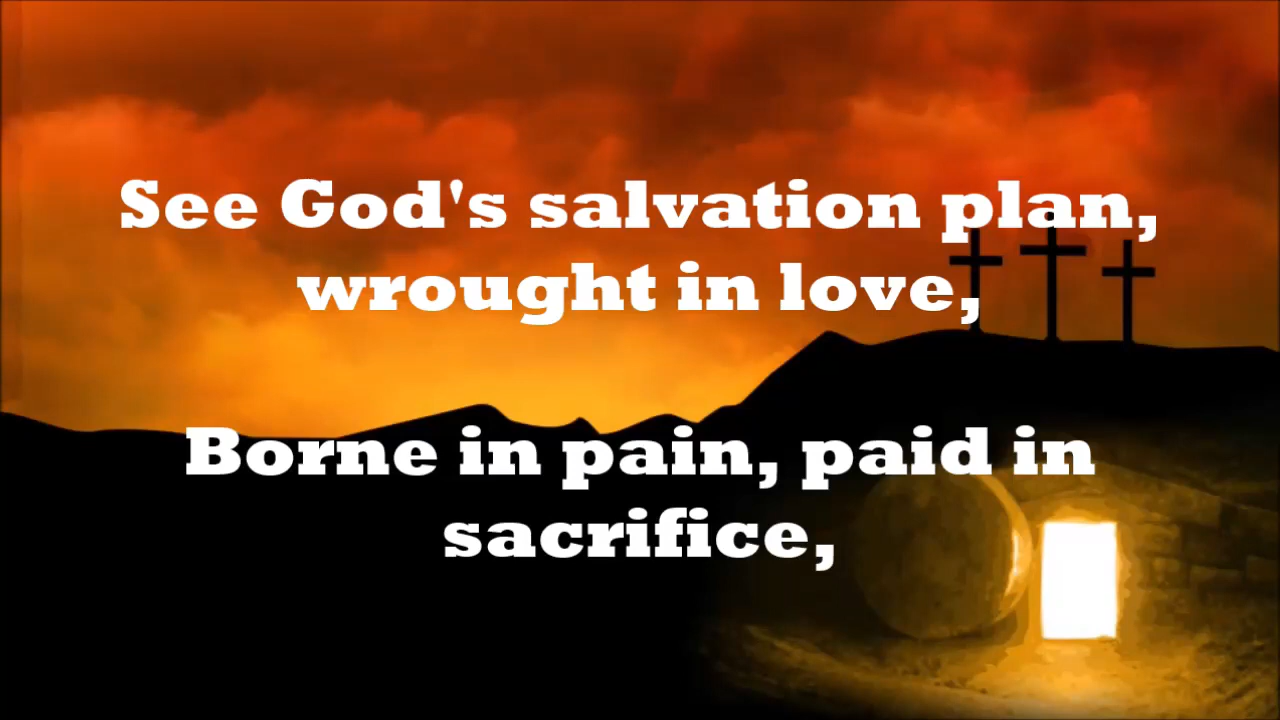 See God's salvation plan,
wrought in love,
Borne in pain, paid in
sacrifice,